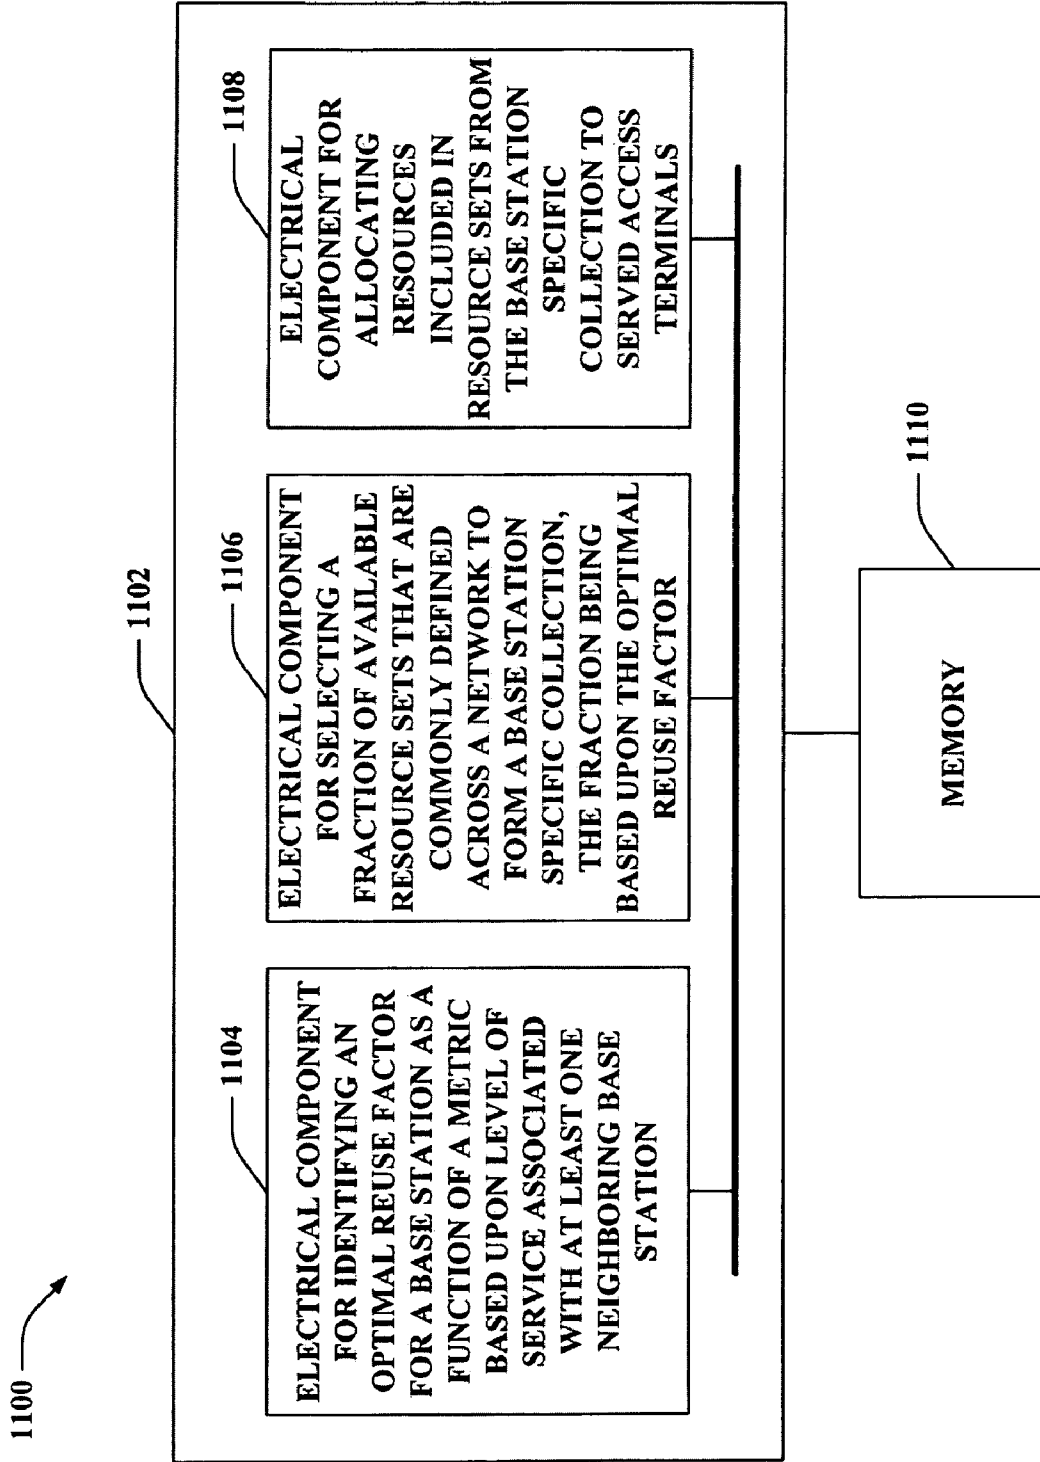 1100
1102
1104
ELECTRICAL COMPONENT
FOR IDENTIFYING AN
OPTIMAL REUSE FACTOR
FOR A BASE STATION AS A
FUNCTION OF A METRIC
BASED UPON LEVEL OF
SERVICE ASSOCIATED
WITH AT LEAST ONE
NEIGHBORING BASE
STATION
1106
ELECTRICAL COMPONENT
FOR SELECTING A
FRACTION OF AVAILABLE
RESOURCE SETS THAT ARE
COMMONLY DEFINED
ACROSS A NETWORK TO
FORM A BASE STATION
SPECIFIC COLLECTION,
THE FRACTION BEING
BASED UPON THE OPTIMAL
REUSE FACTOR
1108
ELECTRICAL
COMPONENT FOR
ALLOCATING
RESOURCES
INCLUDED IN
RESOURCE SETS FROM
THE BASE STATION
SPECIFIC
COLLECTION TO
SERVED ACCESS
TERMINALS
1110
MEMORY